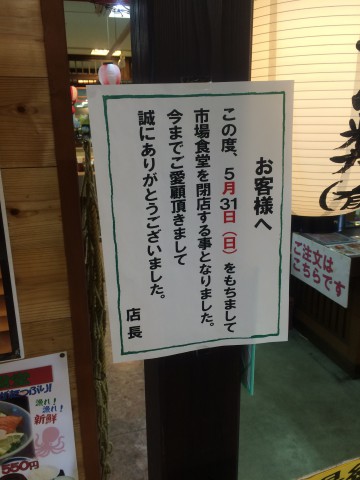 お客様へ
この度、5月31日(日)をもちまして
市場食堂を閉店する事となりました。
今までご愛顧頂きまして
誠にありがとうございました。
店長
ご注文は
こちらです
漁れ!
漁れ!
新鮮
550円